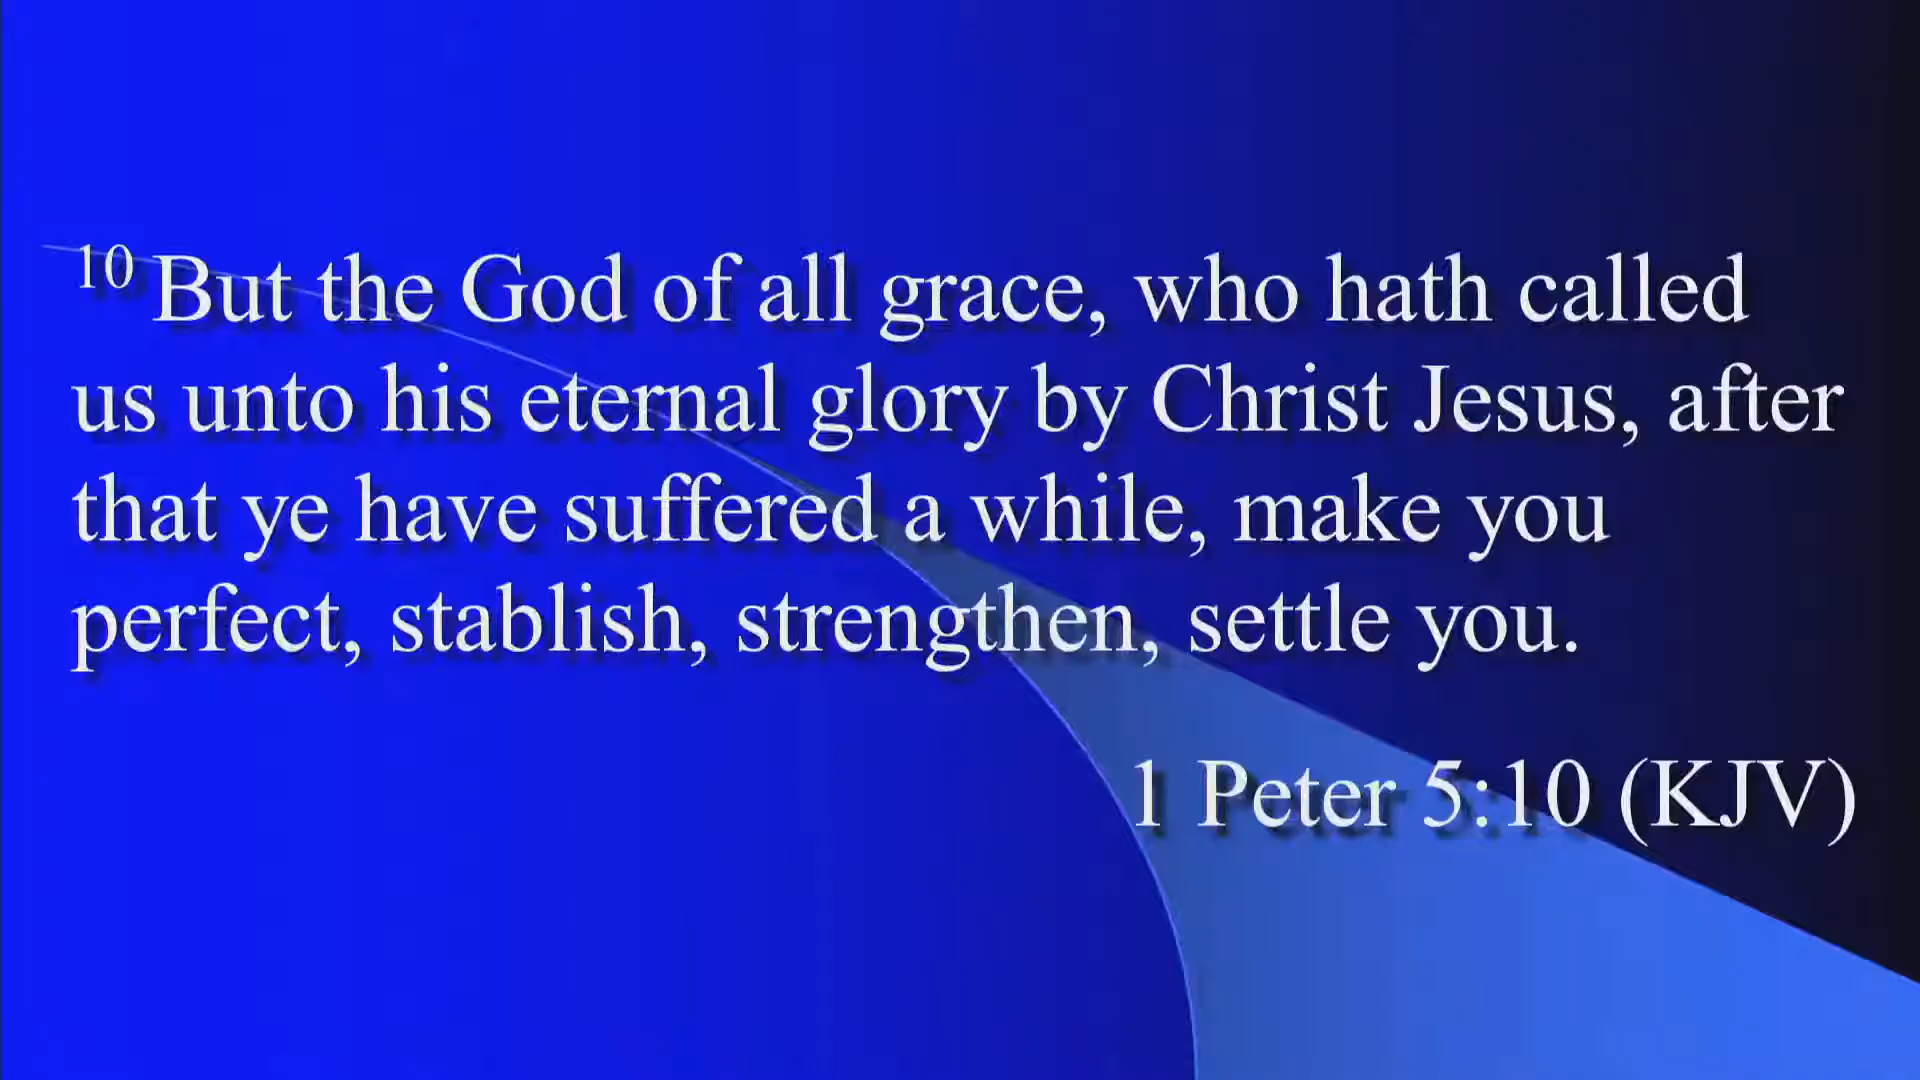 10 But the God of all grace, who hath called
us unto his eternal glory by Christ Jesus, after
that ye have suffered a while, make you
perfect, stablish, strengthen, settle you.
1 Peter 5:10 (KJV)